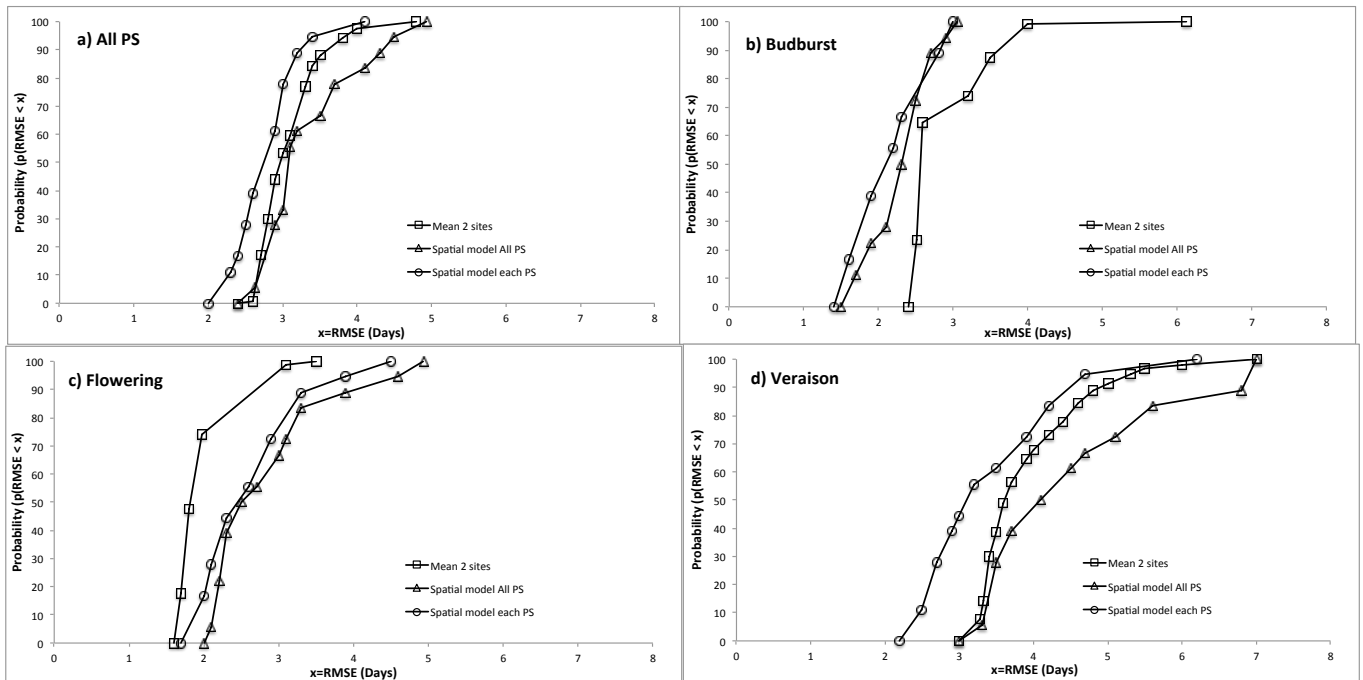 a) All PS
Probability (p(RMSE < x)
100
90
80
70
60
50
40
30
20
10
0
Mean 2 sites
Spatial model All PS
Spatial model each PS
0 1 2 3 4 5 6 7 8
x=RMSE (Days)
b) Budburst
Probability (p(RMSE < x)
100
90
80
70
60
50
40
30
20
10
0
Mean 2 sites
Spatial model All PS
Spatial model each PS
0 1 2 3 4 5 6 7 8
x=RMSE (Days)
c) Flowering
Probability (p(RMSE < x)
100
90
80
70
60
50
40
30
20
10
0
Mean 2 sites
Spatial model All PS
Spatial model each PS
0 1 2 3 4 5 6 7 8
x=RMSE (Days)
d) Veraison
Probability (p(RMSE < x)
100
90
80
70
60
50
40
30
20
10
0
Mean 2 sites
Spatial model All PS
Spatial model each PS
0 1 2 3 4 5 6 7 8
x=RMSE (Days)